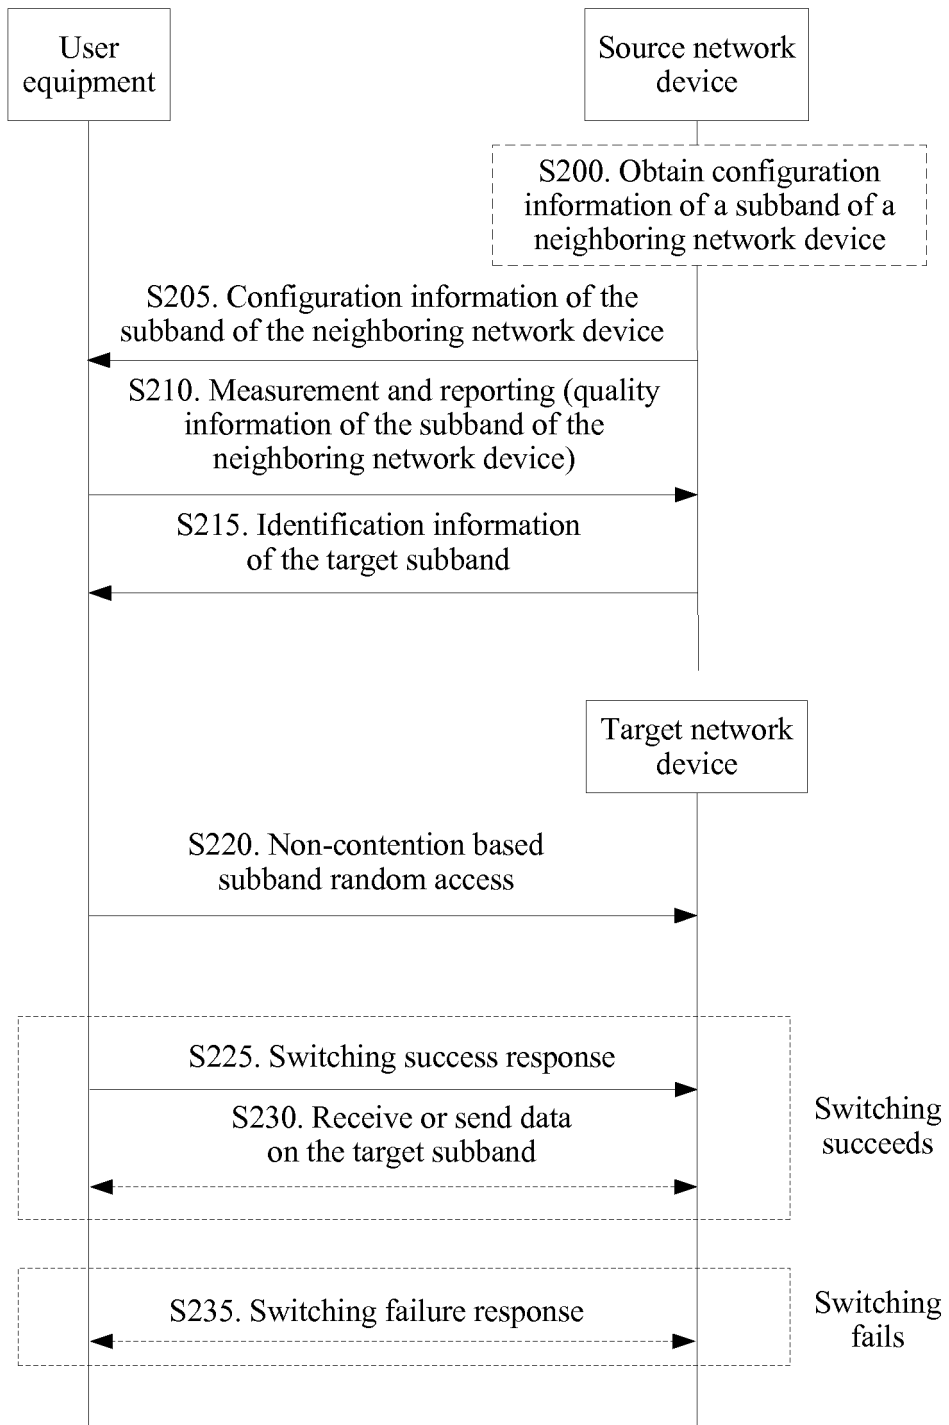 User
equipment
Source network
device
S200. Obtain configuration
information of a subband of a
neighboring network device
S205. Configuration information of the
subband of the neighboring network device
S210. Measurement and reporting (quality
information of the subband of the
neighboring network device)
S215. Identification information
of the target subband
Target network
device
S220. Non-contention based
subband random access
S225. Switching success response
S230. Receive or send data
on the target subband
Switching
succeeds
S235. Switching failure response
Switching
fails